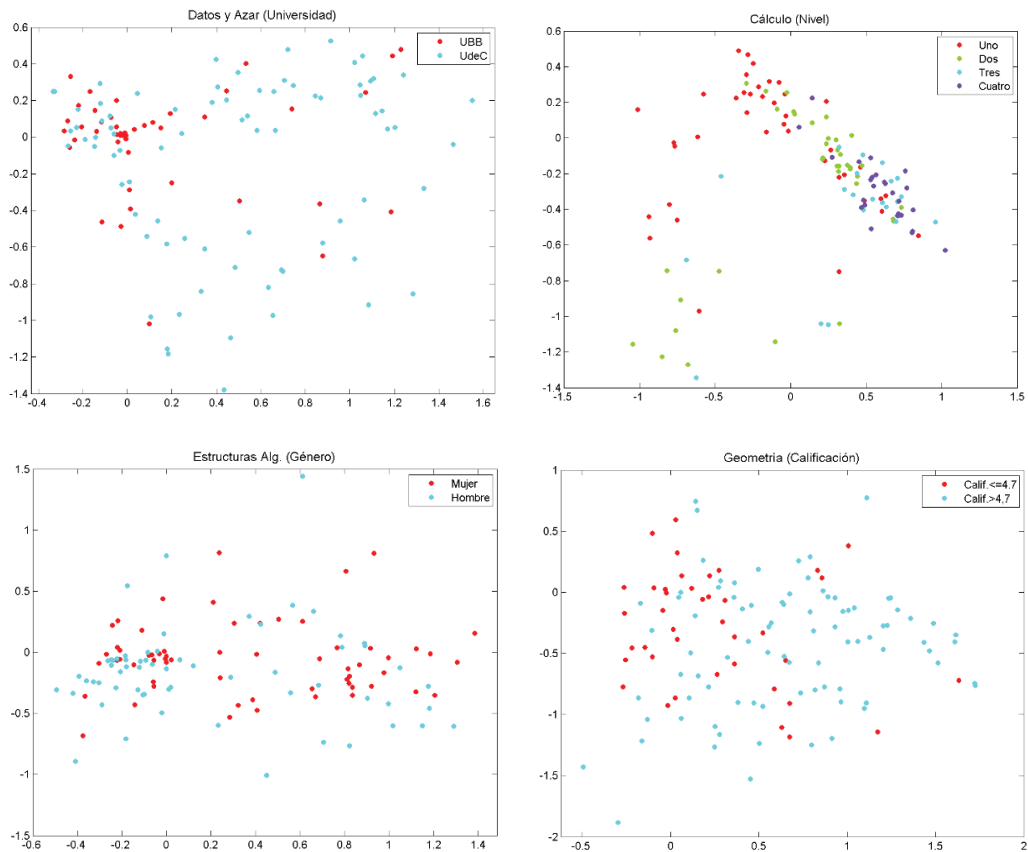 Datos y Azar (Universidad)
0.6
0.4
0.2
0
-0.2
-0.4
-0.6
-0.8
-1
-1.2
-1.4
-0.4 -0.2 0 0.2 0.4 0.6 0.8 1 1.2 1.4 1.6
UBB
UdeC
Cálculo (Nivel)
0.6
0.4
0.2
0
-0.2
-0.4
-0.6
-0.8
-1
-1.2
-1.4
-1.5 -1 -0.5 0 0.5 1 1.5
Uno
Dos
Tres
Cuatro
Estructuras Alg. (Género)
1.5
1
0.5
0
-0.5
-1
-1.5
-0.6 -0.4 -0.2 0.0 0.2 0.4 0.6 0.8 1.0 1.2 1.4
Mujer
Hombre
Geometria (Calificación)
1
0.5
0
-0.5
-1
-1.5
-2
-0.5 0 0.5 1 1.5 2
Calif.<=4.7
Calif.>4.7